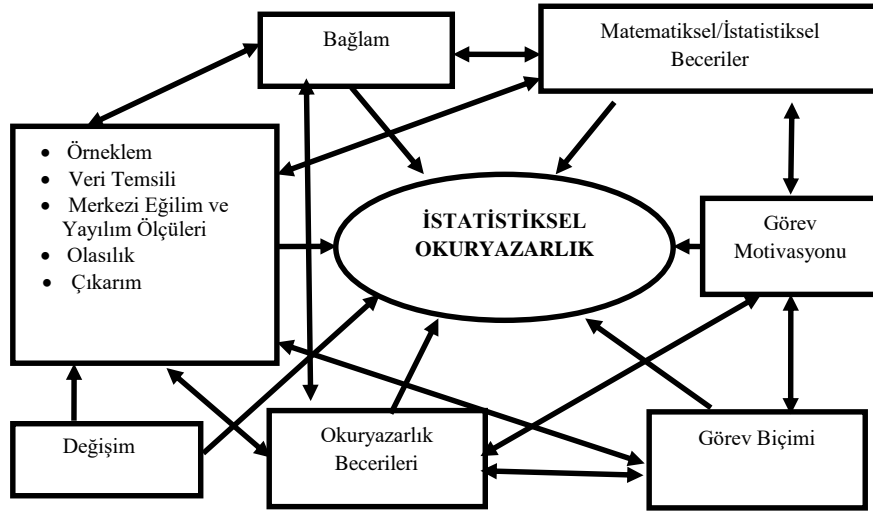 Bağlam
Matematiksel/İstatistiksel
Beceriler
• Örneklem
• Veri Temsili
• Merkezi Eğilim ve
Yayılım Ölçüleri
• Olasılık
• Çıkarım
İSTATİSTİKSEL
OKURYAZARLIK
Görev
Motivasyonu
Değişim
Okuryazarlık
Becerileri
Görev Biçimi